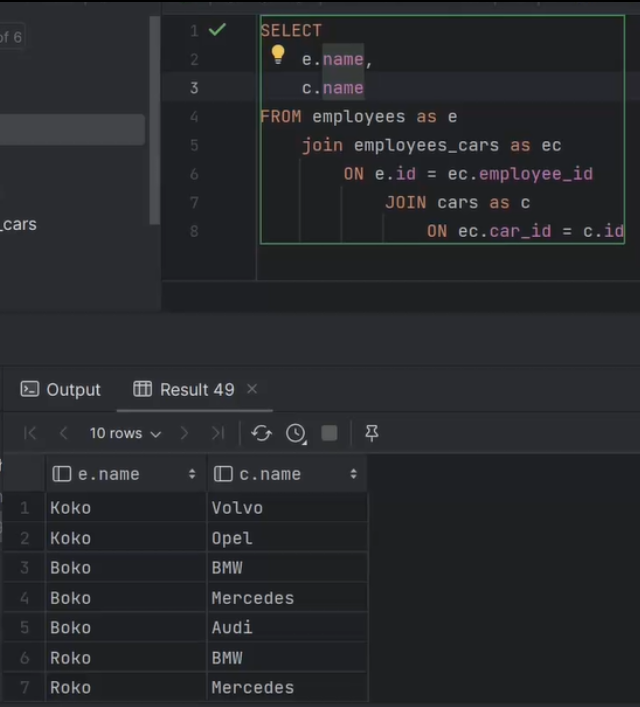 of 6
1 SELECT
2 e.name,
3 c.name
4 FROM employees as e
5 join employees_cars as ec
6 ON e.id = ec.employee_id
7 JOIN cars as c
8 ON ec.car_id = c.id
_cars
Output Result 49
10 rows
e.name c.name
1 Koko Volvo
2 Koko Opel
3 Boko BMW
4 Boko Mercedes
5 Boko Audi
6 Roko BMW
7 Roko Mercedes